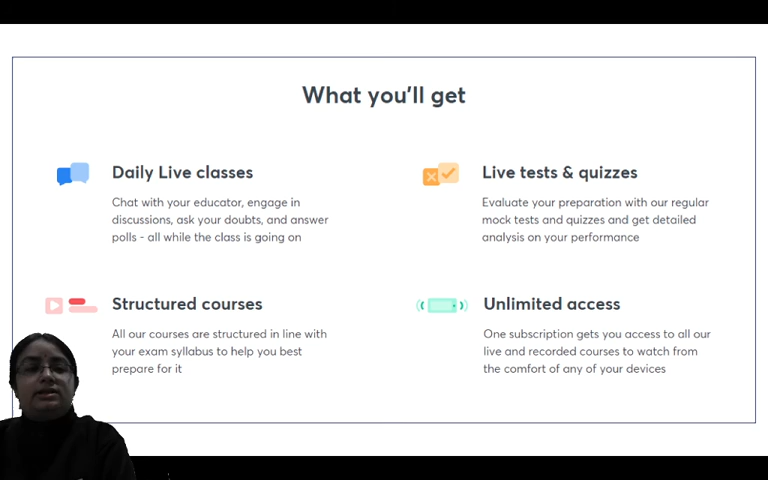 What you'll get
Daily Live classes
Chat with your educator, engage in
discussions, ask your doubts, and answer
polls - all while the class is going on
Live tests & quizzes
Evaluate your preparation with our regular
mock tests and quizzes and get detailed
analysis on your performance
Structured courses
All our courses are structured in line with
your exam syllabus to help you best
prepare for it
Unlimited access
One subscription gets you access to all our
live and recorded courses to watch from
the comfort of any of your devices